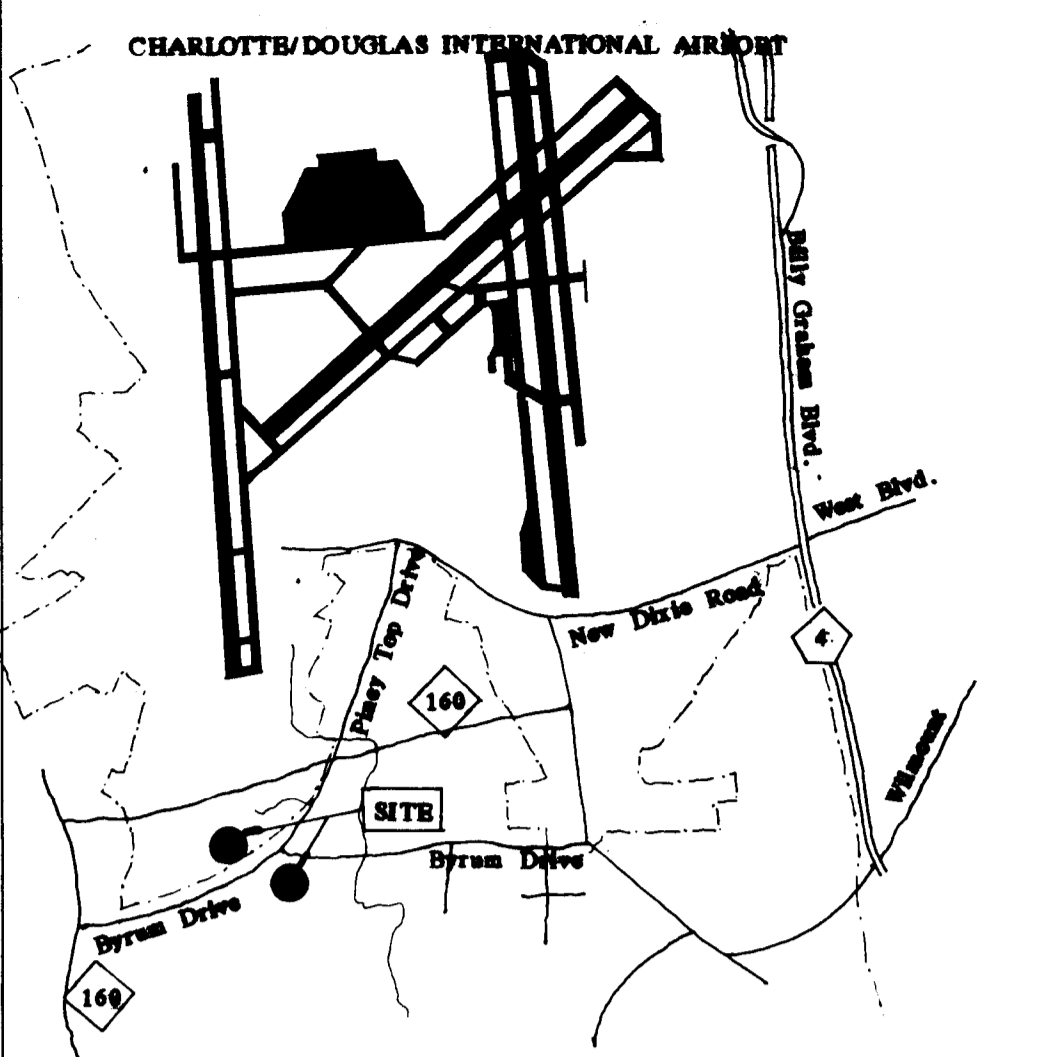 CHARLOTTE/DOUGLAS INTERNATIONAL AIRPORT
Billy Graham Blvd.
West Blvd.
New Dixie Road
Piney Top Drive
4
160
Wilmount
SITE
Byrum Drive
Byrum Drive
160